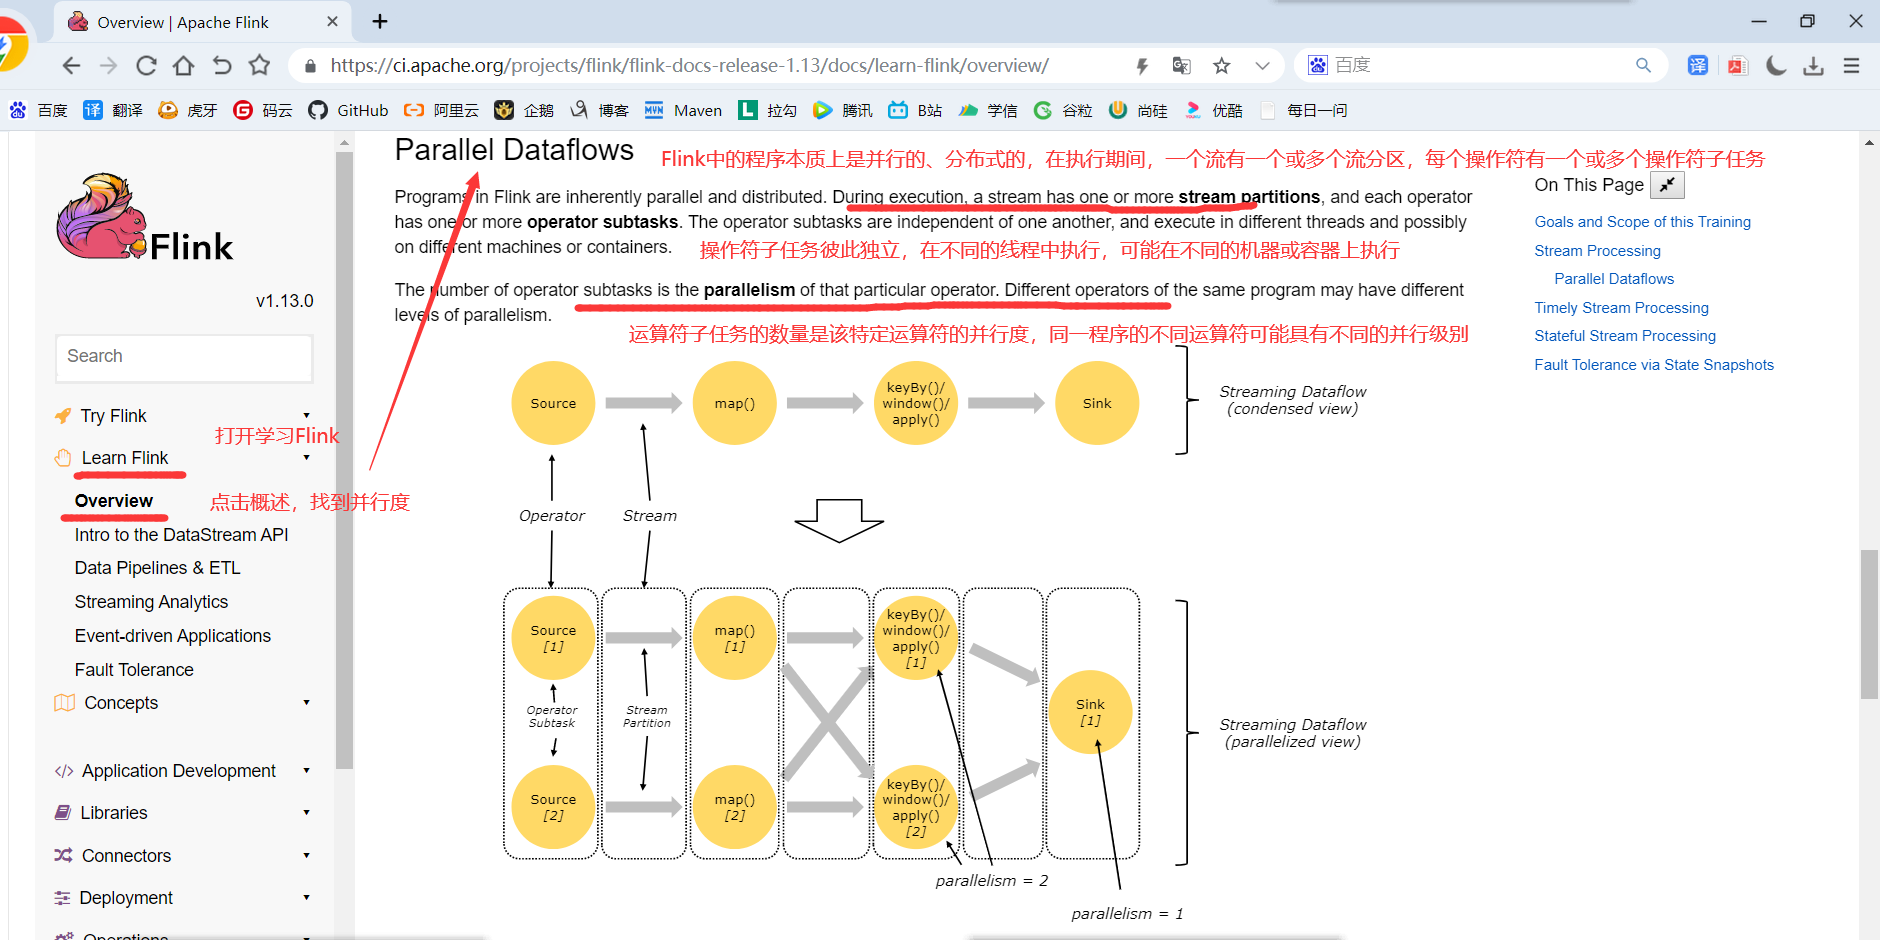 Overview | Apache Flink
https://ci.apache.org/projects/flink/flink-docs-release-1.13/docs/learn-flink/overview/
百度
百度
翻译
虎牙
码云
GitHub
阿里云
企鹅
博客
Maven
拉勾
腾讯
B站
学信
谷粒
尚硅
优酷
每日一问
Flink
v1.13.0
Search
Try Flink
打开学习Flink
Learn Flink
Overview
点击概述，找到并行度
Intro to the DataStream API
Data Pipelines & ETL
Streaming Analytics
Event-driven Applications
Fault Tolerance
Concepts
Application Development
Libraries
Connectors
Deployment
Operations
Parallel Dataflows
Flink中的程序本质上是并行的、分布式的，在执行期间，一个流有一个或多个流分区，每个操作符有一个或多个操作符子任务
Programs in Flink are inherently parallel and distributed. During execution, a stream has one or more stream partitions, and each operator
has one or more operator subtasks. The operator subtasks are independent of one another, and execute in different threads and possibly
on different machines or containers.
操作符子任务彼此独立，在不同的线程中执行，可能在不同的机器或容器上执行
The number of operator subtasks is the parallelism of that particular operator. Different operators of the same program may have different
levels of parallelism.
运算符子任务的数量是该特定运算符的并行度，同一程序的不同运算符可能具有不同的并行级别
Source
map()
keyBy()/
window()/
apply()
Sink
Streaming Dataflow
(condensed view)
Operator
Stream
Source
[1]
map()
[1]
keyBy()/
window()/
apply()
[1]
Operator
Subtask
Stream
Partition
Sink
[1]
Streaming Dataflow
(parallelized view)
Source
[2]
map()
[2]
keyBy()/
window()/
apply()
[2]
parallelism = 2
parallelism = 1
On This Page
Goals and Scope of this Training
Stream Processing
Parallel Dataflows
Timely Stream Processing
Stateful Stream Processing
Fault Tolerance via State Snapshots